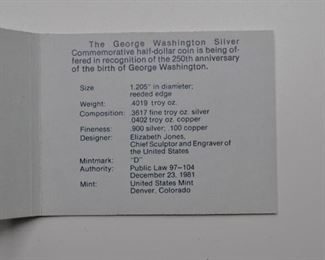 The George Washington Silver
Commemorative half-dollar coin is being of-
fered in recognition of the 250th anniversary
of the birth of George Washington.
Size 1.205" in diameter;
reeded edge
Weight: .4019 troy oz.
Composition: .3617 fine troy oz. silver
.0402 troy oz. copper
Fineness: .900 silver; .100 copper
Designer: Elizabeth Jones,
Chief Sculptor and Engraver of
the United States
Mintmark: "D"
Authority: Public Law 97-104
December 23, 1981
Mint: United States Mint
Denver, Colorado